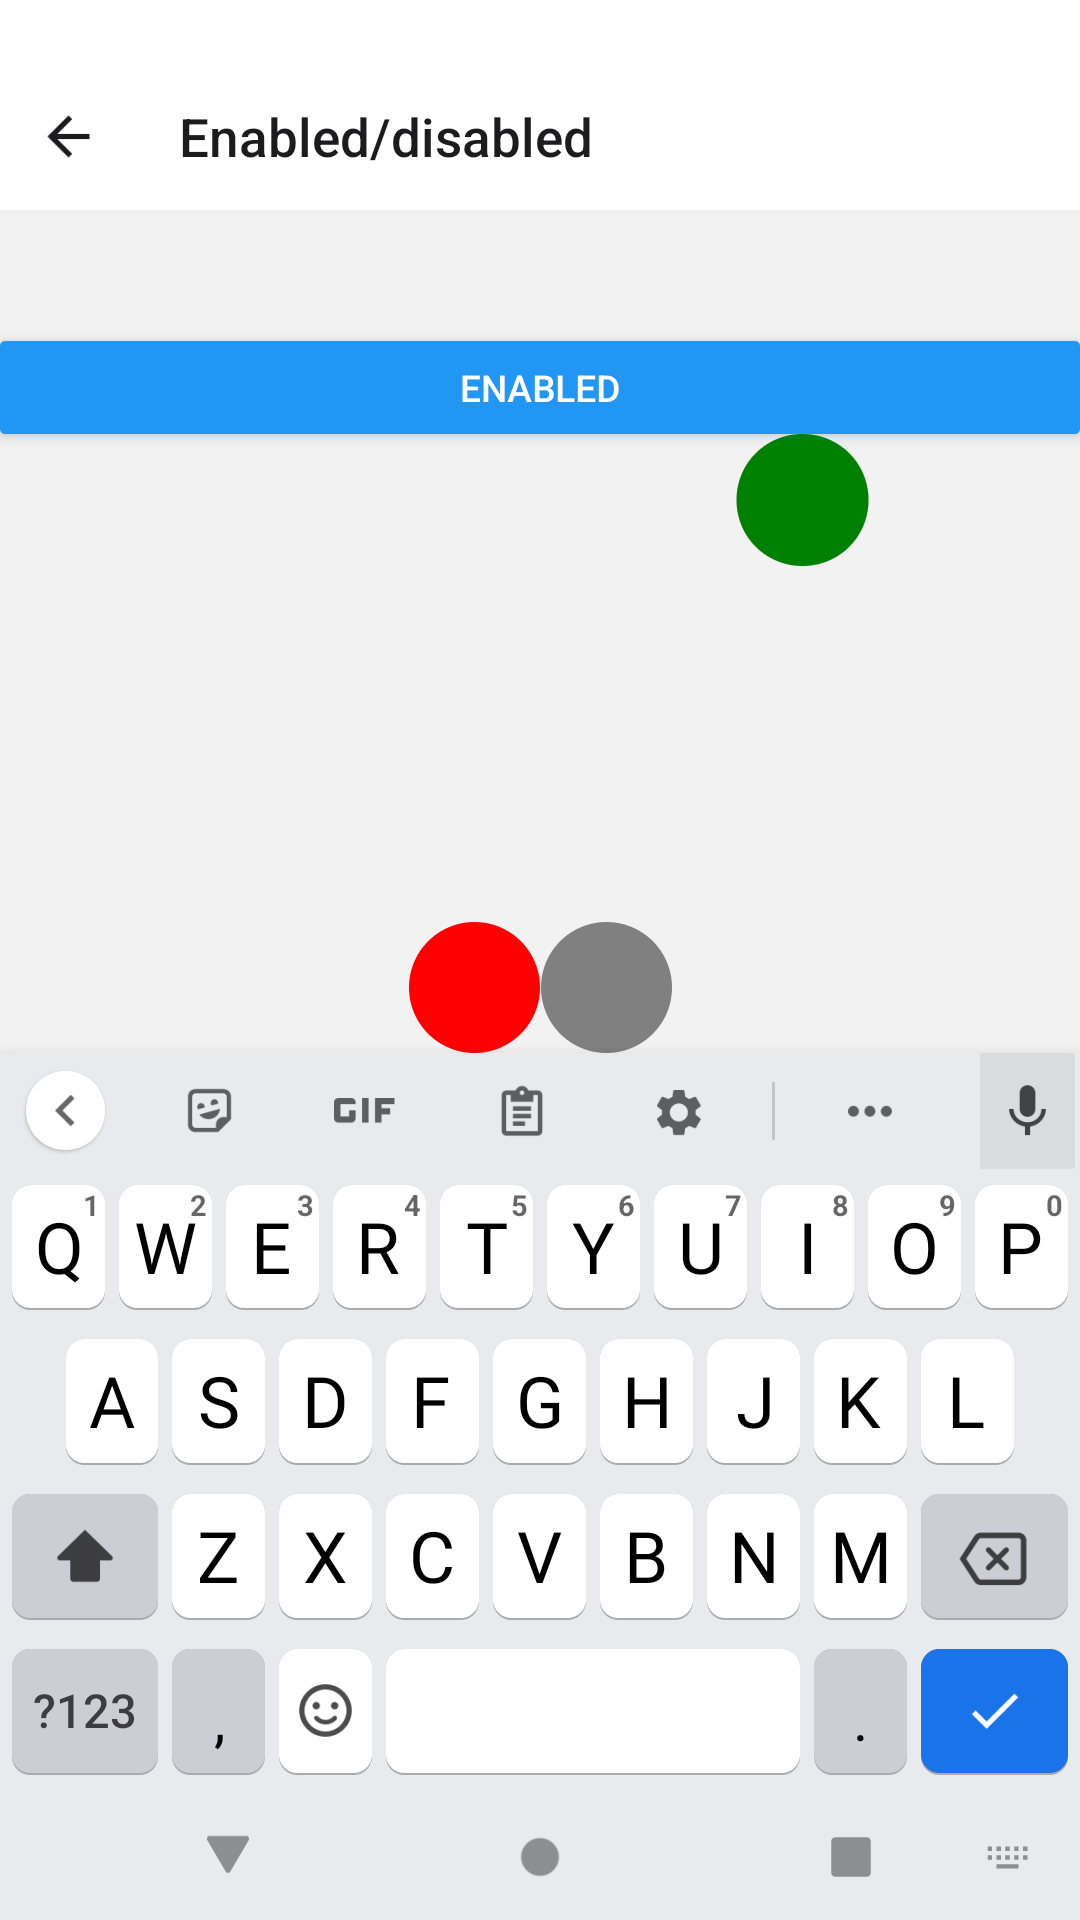 Enabled/disabled
ENABLED
GIF
1 2 3 4 5 6 7 8 9 0
Q W E R T Y U I O P
A S D F G H J K L
Z X C V B N M
?123 , .